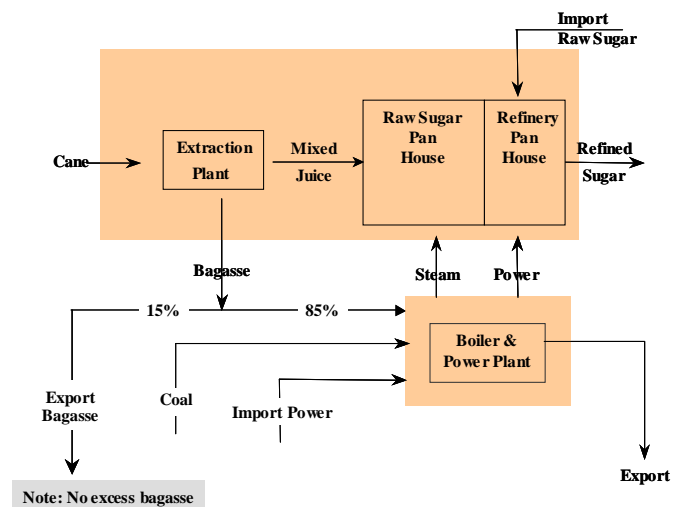 Import
Raw Sugar
Raw Sugar
Pan
House
Refinery
Pan
House
Extraction
Plant
Mixed
Juice
Cane
Refined
Sugar
Bagasse
Steam
Power
15%
85%
Boiler &
Power Plant
Export
Bagasse
Coal
Import Power
Export
Note: No excess bagasse